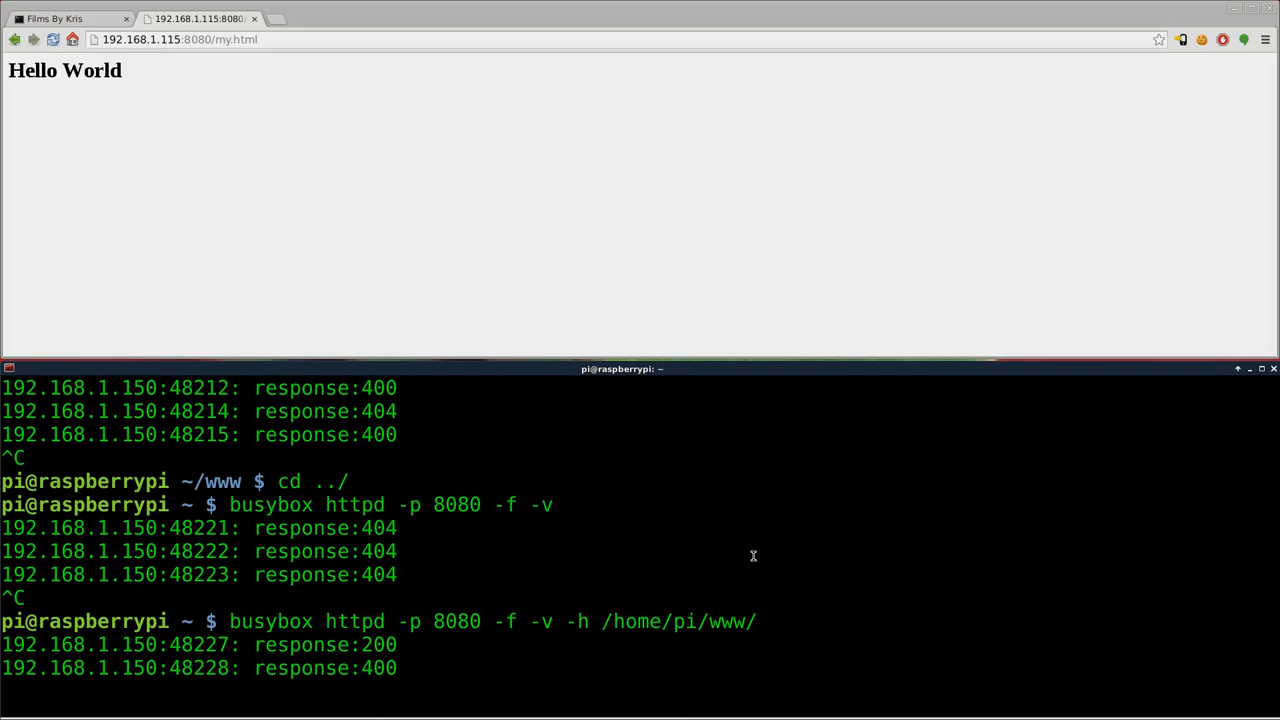 Films By Kris
192.168.1.115:8080/
192.168.1.115:8080/my.html
Hello World
pi@raspberrypi: ~
192.168.1.150:48212: response:400
192.168.1.150:48214: response:404
192.168.1.150:48215: response:400
^C
pi@raspberrypi ~/www $ cd ../
pi@raspberrypi ~ $ busybox httpd -p 8080 -f -v
192.168.1.150:48221: response:404
192.168.1.150:48222: response:404
192.168.1.150:48223: response:404
^C
pi@raspberrypi ~ $ busybox httpd -p 8080 -f -v -h /home/pi/www/
192.168.1.150:48227: response:200
192.168.1.150:48228: response:400